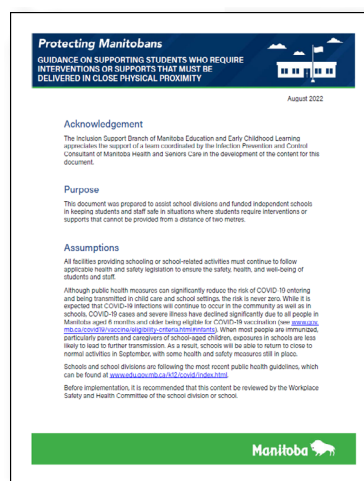 Protecting Manitobans
GUIDANCE ON SUPPORTING STUDENTS WHO REQUIRE
INTERVENTIONS OR SUPPORTS THAT MUST BE
DELIVERED IN CLOSE PHYSICAL PROXIMITY
August 2022
Acknowledgement
The Inclusion Support Branch of Manitoba Education and Early Childhood Learning
appreciates the support of a team coordinated by the Infection Prevention and Control
Consultant of Manitoba Health and Seniors Care in the development of the content for this
document.
Purpose
This document was prepared to assist school divisions and funded independent schools
in keeping students and staff safe in situations where students require interventions or
supports that cannot be provided from a distance of two metres.
Assumptions
All facilities providing schooling or school-related activities must continue to follow
applicable health and safety legislation to ensure the safety, health, and well-being of
students and staff.
Although public health measures can significantly reduce the risk of COVID-19 entering
and being transmitted in child care and school settings, the risk is never zero. While it is
expected that COVID-19 infections will continue to occur in the community as well as in
schools, COVID-19 cases and severe illness have declined significantly due to all people in
Manitoba aged 6 months and older being eligible for COVID-19 vaccination (see www.gov.
mb.ca/covid19/vaccine/eligibility-criteria.html#infants). When most people are immunized,
particularly parents and caregivers of school-aged children, exposures in schools are less
likely to lead to further transmission. As a result, schools will be able to return to close to
normal activities in September, with some health and safety measures still in place.
Schools and school divisions are following the most recent public health guidelines, which
can be found at www.edu.gov.mb.ca/k12/covid/index.html.
Before implementation, it is recommended that this content be reviewed by the Workplace
Safety and Health Committee of the school division or school.
Manitoba